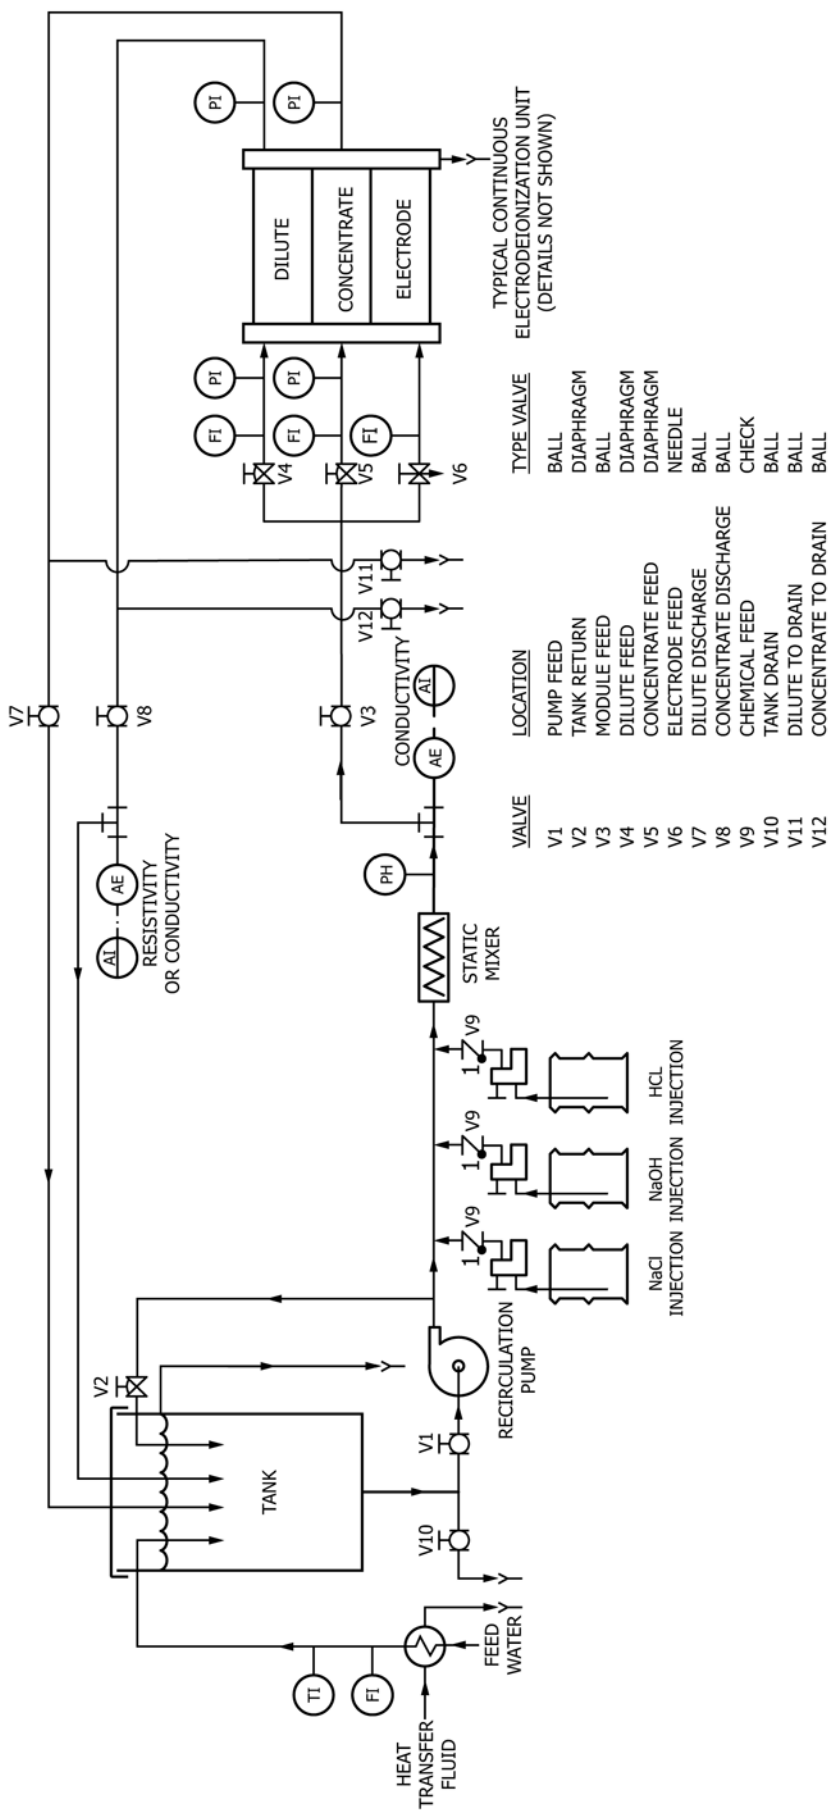 V7
V8
V3
V12
V11
V4
V5
V6
PI
PI
PI
PI
FI
FI
FI
DILUTE
CONCENTRATE
ELECTRODE
TYPICAL CONTINUOUS
ELECTRODEIONIZATION UNIT
(DETAILS NOT SHOWN)
AI
AE
RESISTIVITY
OR CONDUCTIVITY
CONDUCTIVITY
AE
AI
PH
STATIC
MIXER
V2
TANK
V10
V1
RECIRCULATION
PUMP
1
V9
1
V9
1
V9
NaCl
INJECTION
NaOH
INJECTION
HCL
INJECTION
TI
FI
HEAT
TRANSFER
FLUID
FEED
WATER
VALVE LOCATION TYPE VALVE
V1 PUMP FEED BALL
V2 TANK RETURN DIAPHRAGM
V3 MODULE FEED BALL
V4 DILUTE FEED DIAPHRAGM
V5 CONCENTRATE FEED DIAPHRAGM
V6 ELECTRODE FEED NEEDLE
V7 DILUTE DISCHARGE BALL
V8 CONCENTRATE DISCHARGE BALL
V9 CHEMICAL FEED CHECK
V10 TANK DRAIN BALL
V11 DILUTE TO DRAIN BALL
V12 CONCENTRATE TO DRAIN BALL